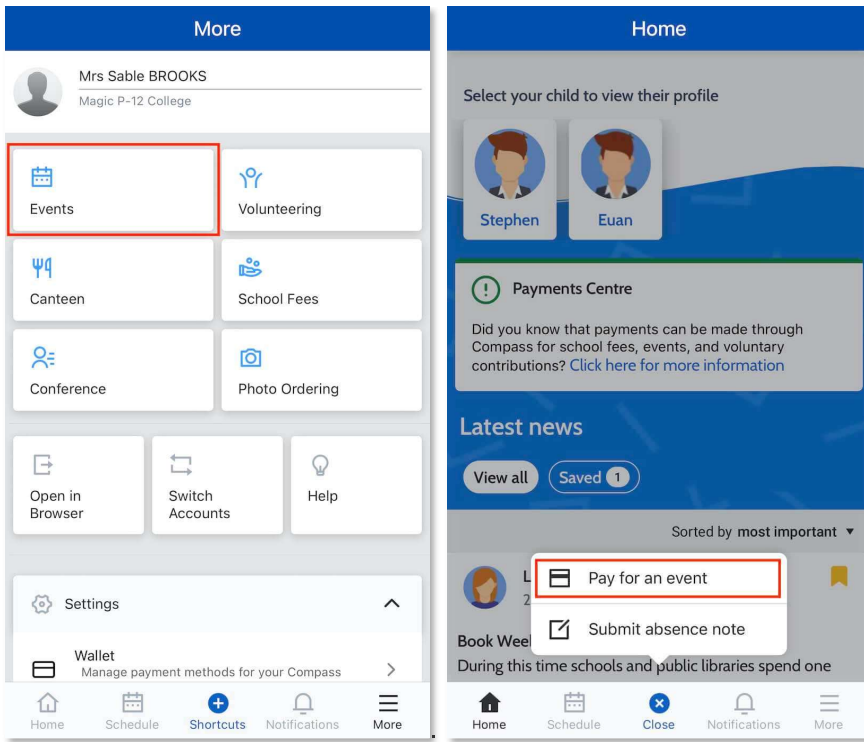 More
Mrs Sable BROOKS
Magic P-12 College
Events
Volunteering
Canteen
School Fees
Conference
Photo Ordering
Open in
Browser
Switch
Accounts
Help
Settings
Wallet
Manage payment methods for your Compass
Home
Schedule
Shortcuts
Notifications
More
.
Home
Select your child to view their profile
Stephen
Euan
Payments Centre
Did you know that payments can be made through
Compass for school fees, events, and voluntary
contributions? Click here for more information
Latest news
View all
Saved 1
Sorted by most important
L
2
Pay for an event
Submit absence note
Book Wee
During this time schools and public libraries spend one
Home
Schedule
Close
Notifications
More